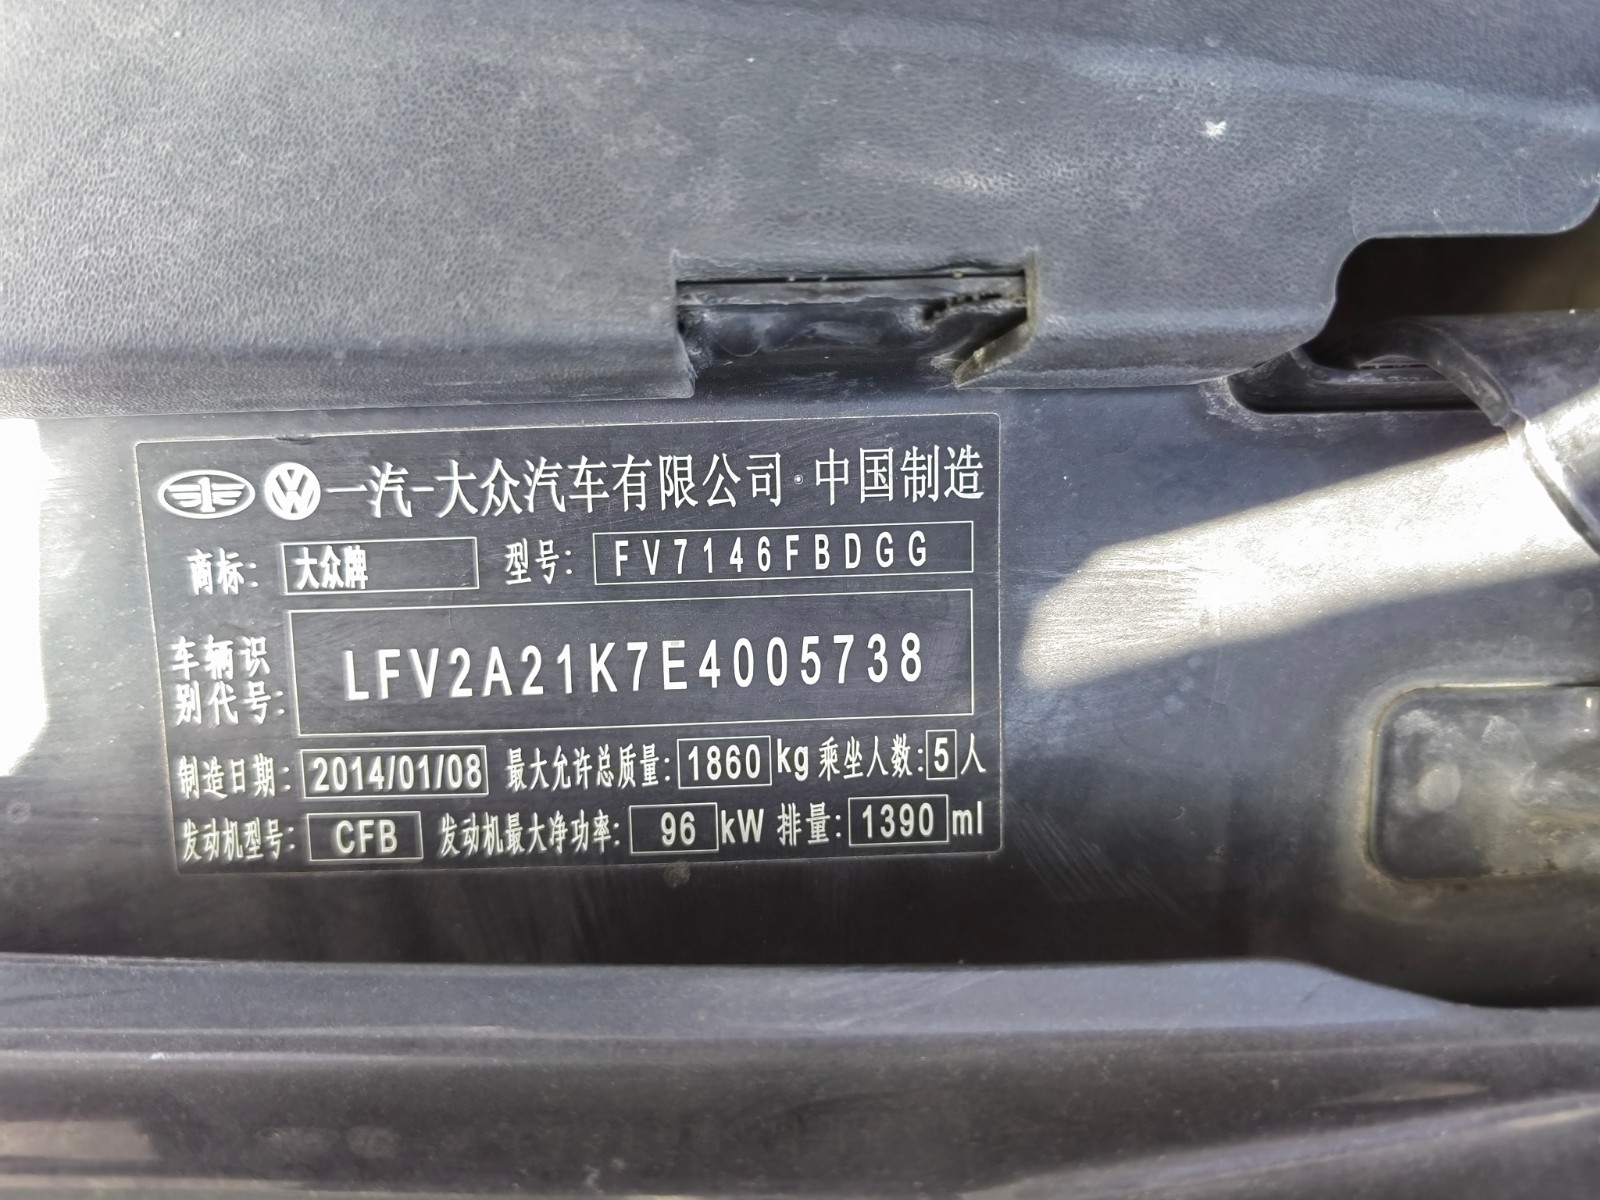 一汽-大众汽车有限公司·中国制造
商标: 大众牌 型号: FV7146FBDGG
车辆识别代号: LFV2A21K7E4005738
制造日期: 2014/01/08 最大允许总质量: 1860 kg 乘坐人数: 5 人
发动机型号: CFB 发动机最大净功率: 96 kW 排量: 1390 ml